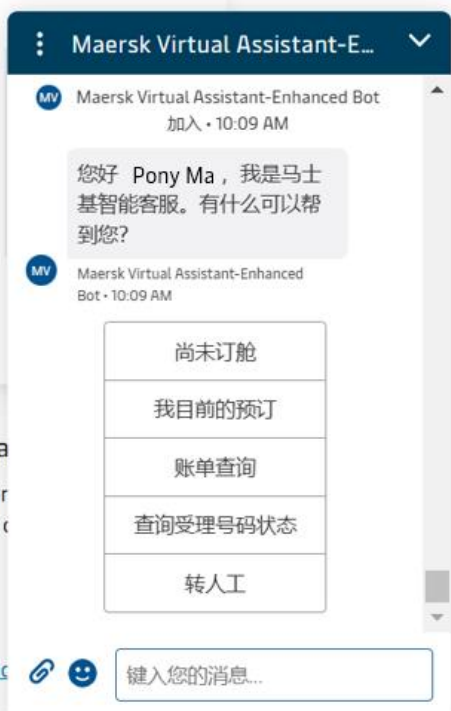 Maersk Virtual Assistant-E...
MV
Maersk Virtual Assistant-Enhanced Bot
加入 • 10:09 AM
您好 Pony Ma，我是马士
基智能客服。有什么可以帮
到您?
MV
Maersk Virtual Assistant-Enhanced
Bot • 10:09 AM
尚未订舱
我目前的预订
账单查询
查询受理号码状态
转人工
键入您的消息...